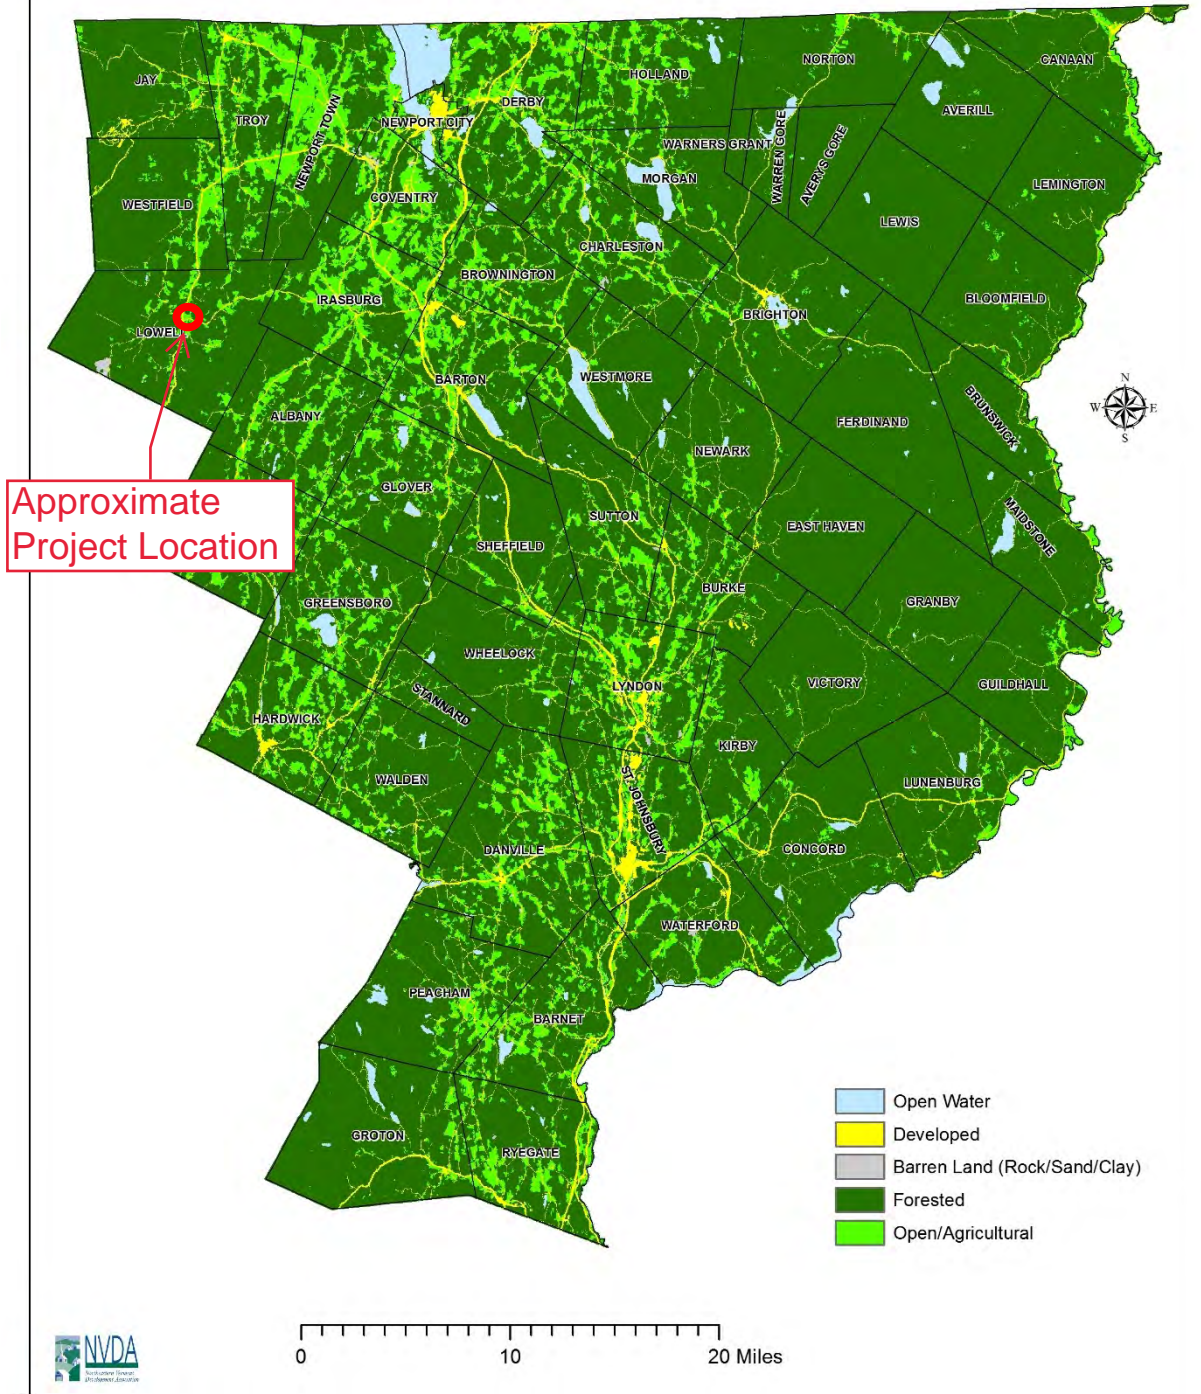 JAY
TROY
NEWPORT TOWN
NEWPORT CITY
DERBY
HOLLAND
NORTON
CANAAN
AVERILL
WARNERS GRANT
WARREN GORE
AVERYS GORE
MORGAN
LEMINGTON
WESTFIELD
COVENTRY
LEWIS
CHARLESTON
BROWNINGTON
BLOOMFIELD
IRASBURG
BRIGHTON
LOWELL
BARTON
WESTMORE
N
W
E
S
BRUNSWICK
ALBANY
FERDINAND
NEWARK
Approximate
Project Location
GLOVER
SUTTON
EAST HAVEN
MAIDSTONE
SHEFFIELD
BURKE
GREENSBORO
GRANBY
WHEELOCK
LYNDON
VICTORY
GUILDHALL
STANNARD
HARDWICK
KIRBY
WALDEN
ST. JOHNSBURY
LUNENBURG
DANVILLE
CONCORD
WATERFORD
PEACHAM
BARNET
GROTON
RYEGATE
Open Water
Developed
Barren Land (Rock/Sand/Clay)
Forested
Open/Agricultural
NVDA
0 10 20 Miles